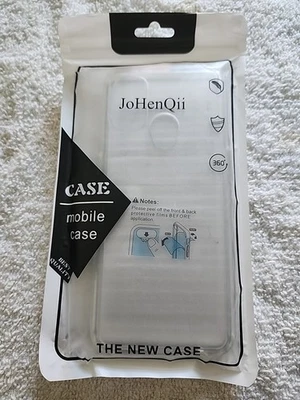 JoHenQii
360°
CASE
mobile
case
BEST
QUALITY
Notes:
Please peel off the front & back
protective films BEFORE
application.
THE NEW CASE